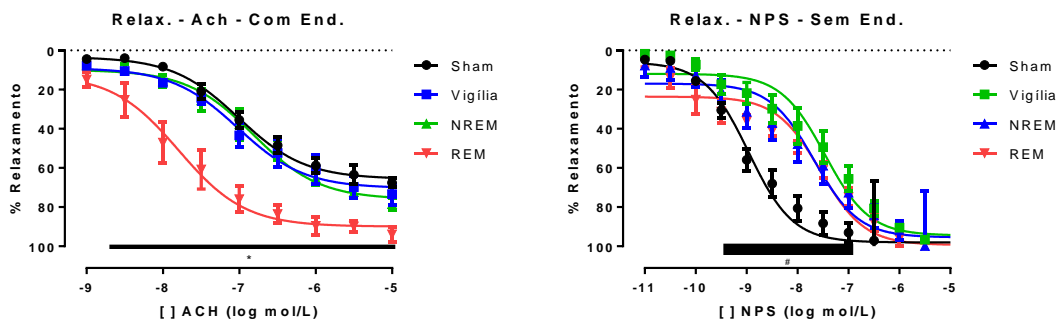 Relax. - Ach - Com End.
0
20
40
60
80
100
% Relaxamento
*
-9
-8
-7
-6
-5
[ ] ACH (log mol/L)
Sham
Vigília
NREM
REM
Relax. - NPS - Sem End.
0
20
40
60
80
100
% Relaxamento
#
-11
-10
-9
-8
-7
-6
-5
[ ] NPS (log mol/L)
Sham
Vigília
NREM
REM